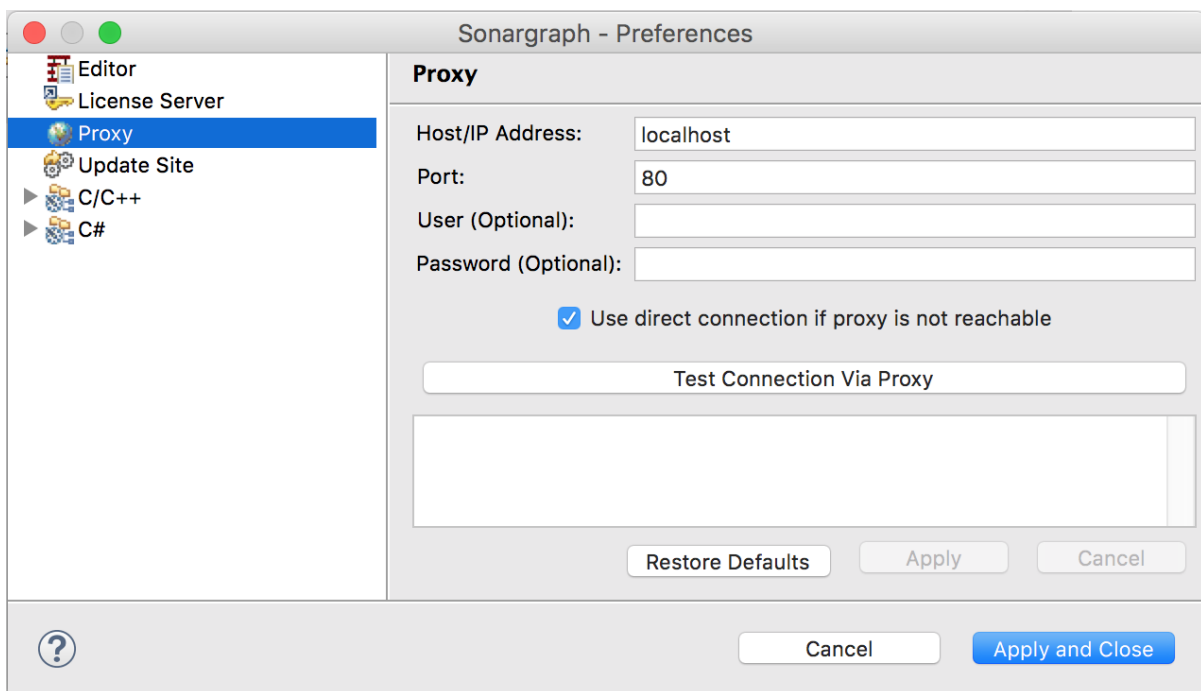 Sonargraph - Preferences
Editor
License Server
Proxy
Update Site
C/C++
C#
Proxy
Host/IP Address: localhost
Port: 80
User (Optional):
Password (Optional):
Use direct connection if proxy is not reachable
Test Connection Via Proxy
Restore Defaults Apply Cancel
? Cancel Apply and Close